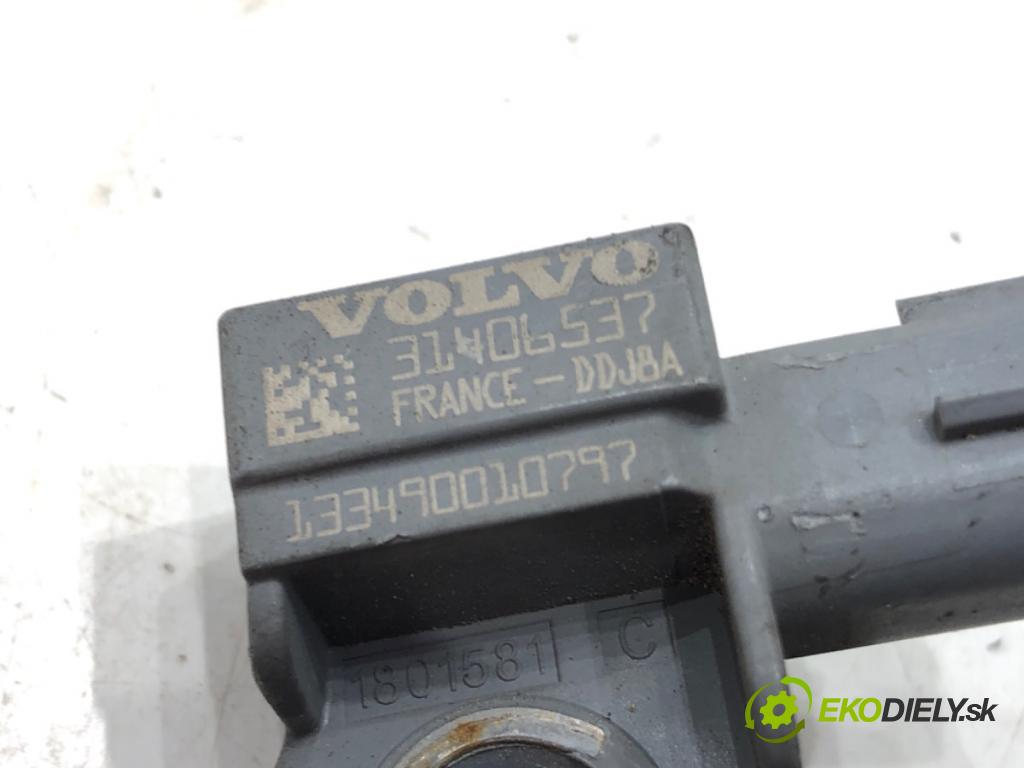 VOLVO
31406537
FRANCE-DDJ8A
133490010797
1801581 C
EKODIELY.sk